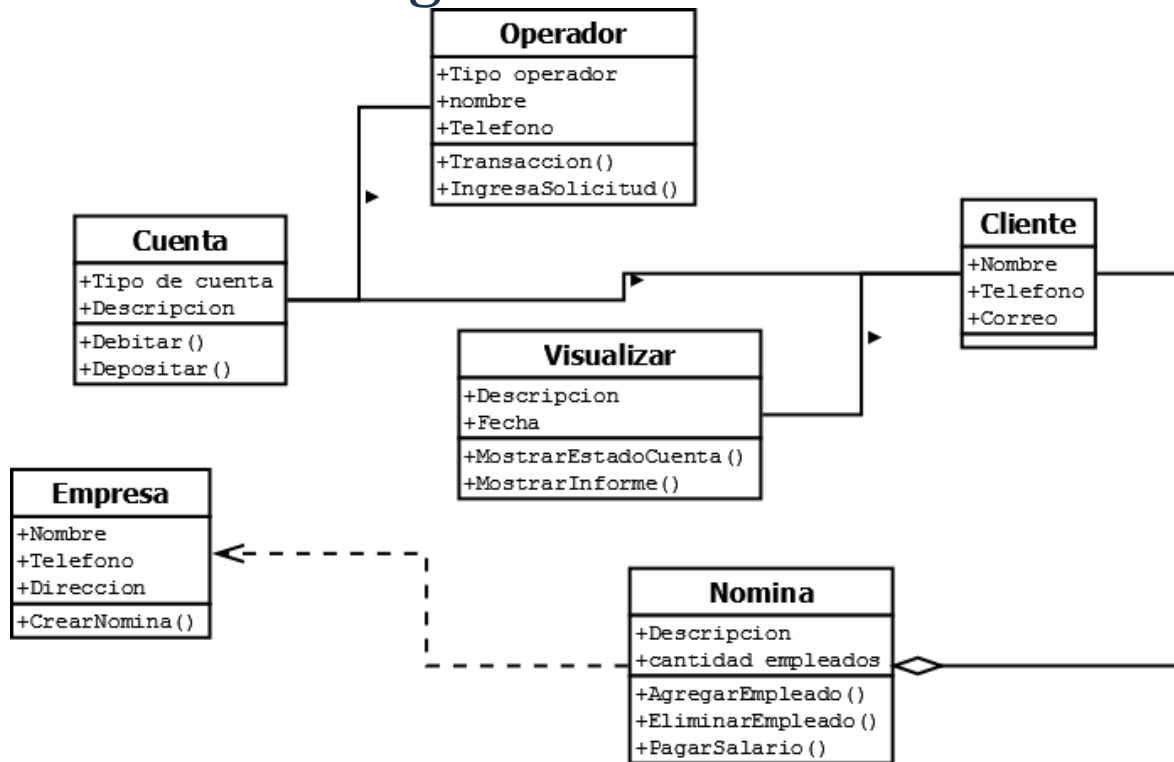 g
Operador
+Tipo operador
+nombre
+Telefono
+Transaccion()
+IngresaSolicitud()
Cuenta
+Tipo de cuenta
+Descripcion
+Debitar()
+Depositar()
Cliente
+Nombre
+Telefono
+Correo
Visualizar
+Descripcion
+Fecha
+MostrarEstadoCuenta()
+MostrarInforme()
Empresa
+Nombre
+Telefono
+Direccion
+CrearNomina()
Nomina
+Descripcion
+cantidad empleados
+AgregarEmpleado()
+EliminarEmpleado()
+PagarSalario()